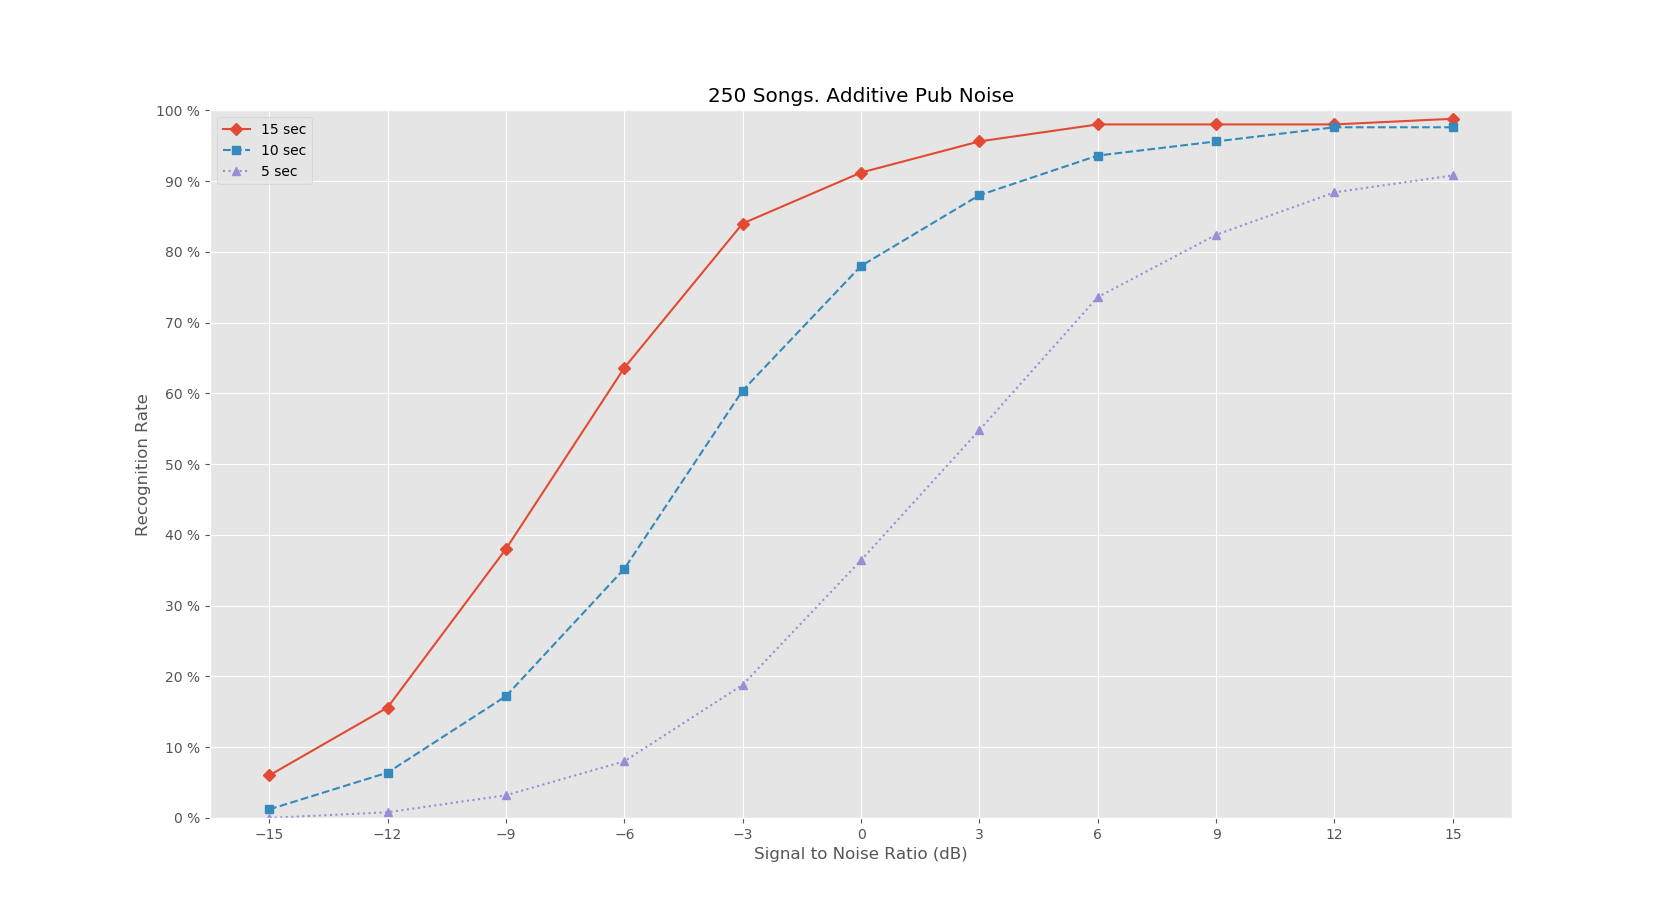 250 Songs. Additive Pub Noise
100 %
90 %
80 %
70 %
60 %
50 %
40 %
30 %
20 %
10 %
0 %
Recognition Rate
15 sec
10 sec
5 sec
−15 −12 −9 −6 −3 0 3 6 9 12 15
Signal to Noise Ratio (dB)